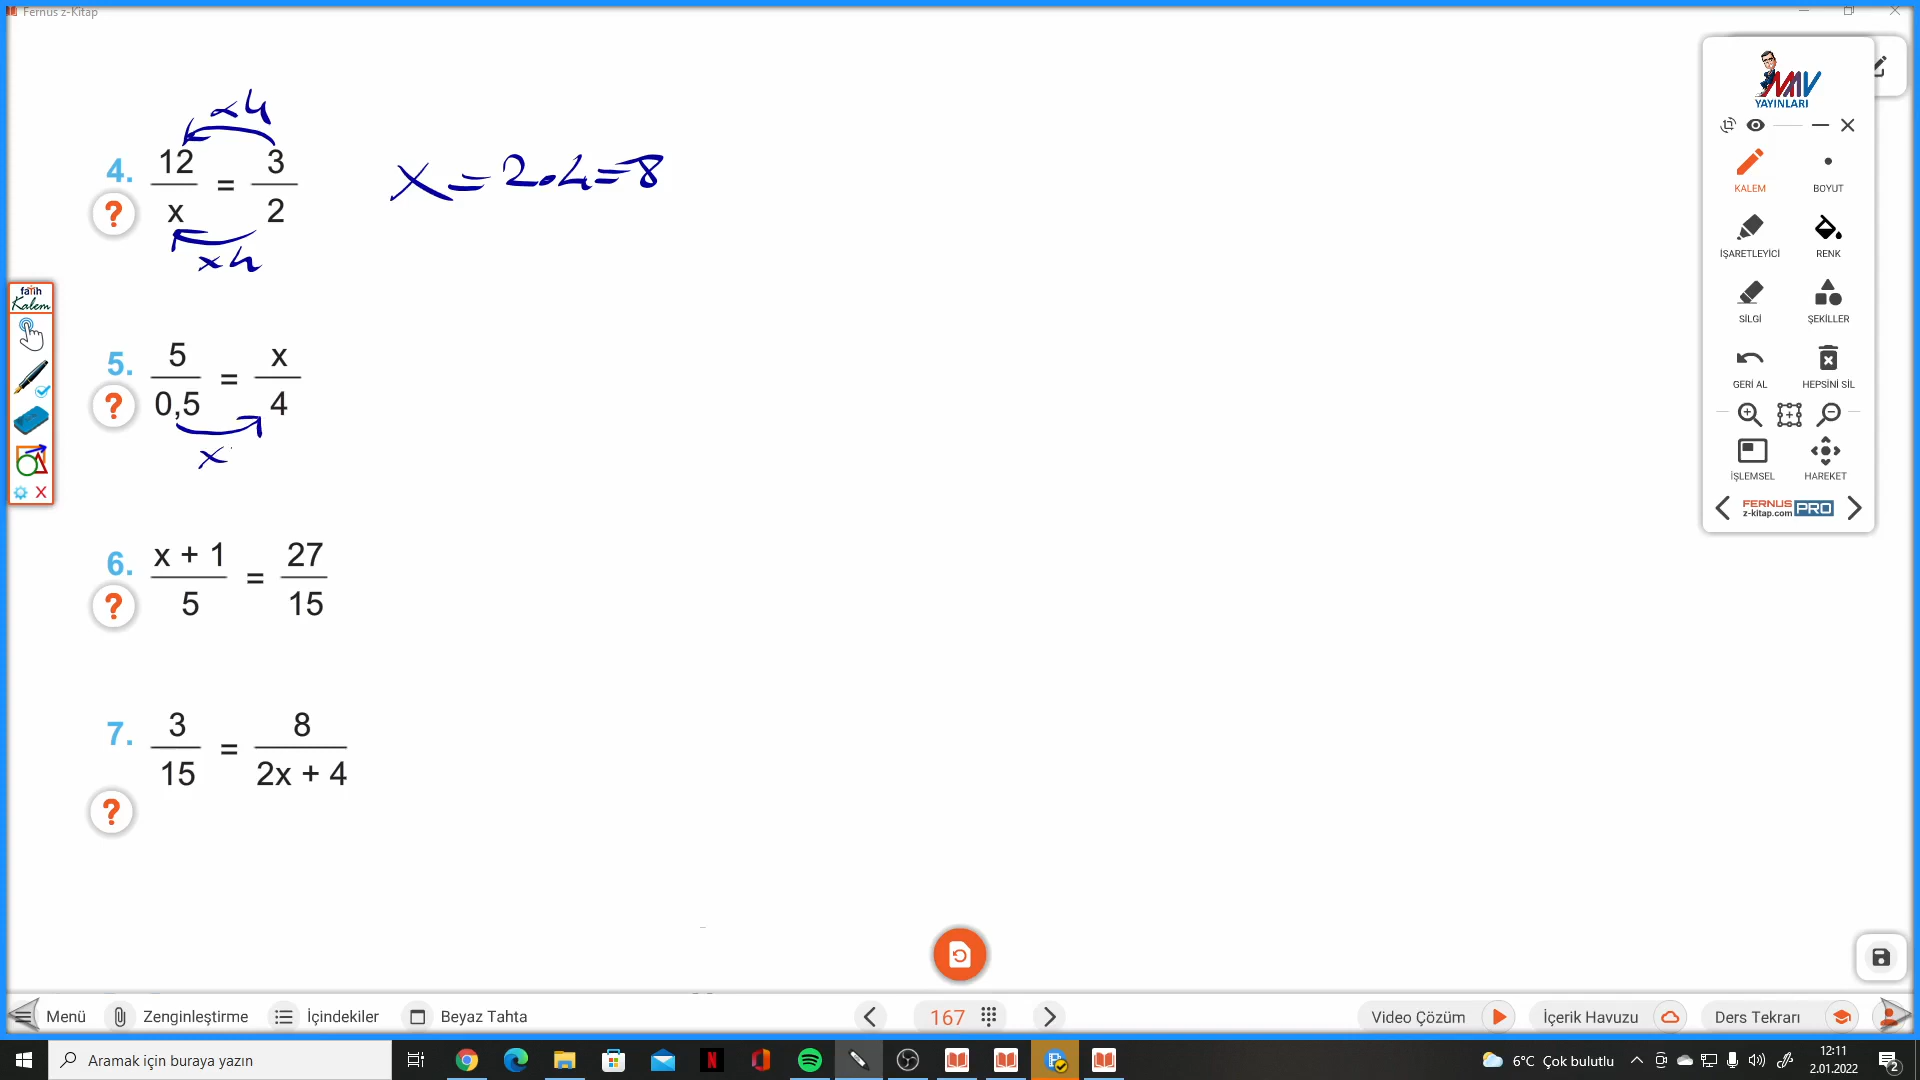 Fernus z-Kitap
x4
4. 12/x = 3/2
x = 2.4 = 8
x4
5. 5/0,5 = x/4
x
6. x + 1/5 = 27/15
7. 3/15 = 8/2x + 4
?
?
?
?
fatih
Kalem
X
YAYINLARI
KALEM
BOYUT
İŞARETLEYİCİ
RENK
SİLGİ
ŞEKİLLER
GERİ AL
HEPSİNİ SİL
İŞLEMSEL
HAREKET
FERNUS PRO
z-kitap.com
Menü
Zenginleştirme
İçindekiler
Beyaz Tahta
167
Video Çözüm
İçerik Havuzu
Ders Tekrarı
Aramak için buraya yazın
6°C Çok bulutlu
12:11
2.01.2022
2